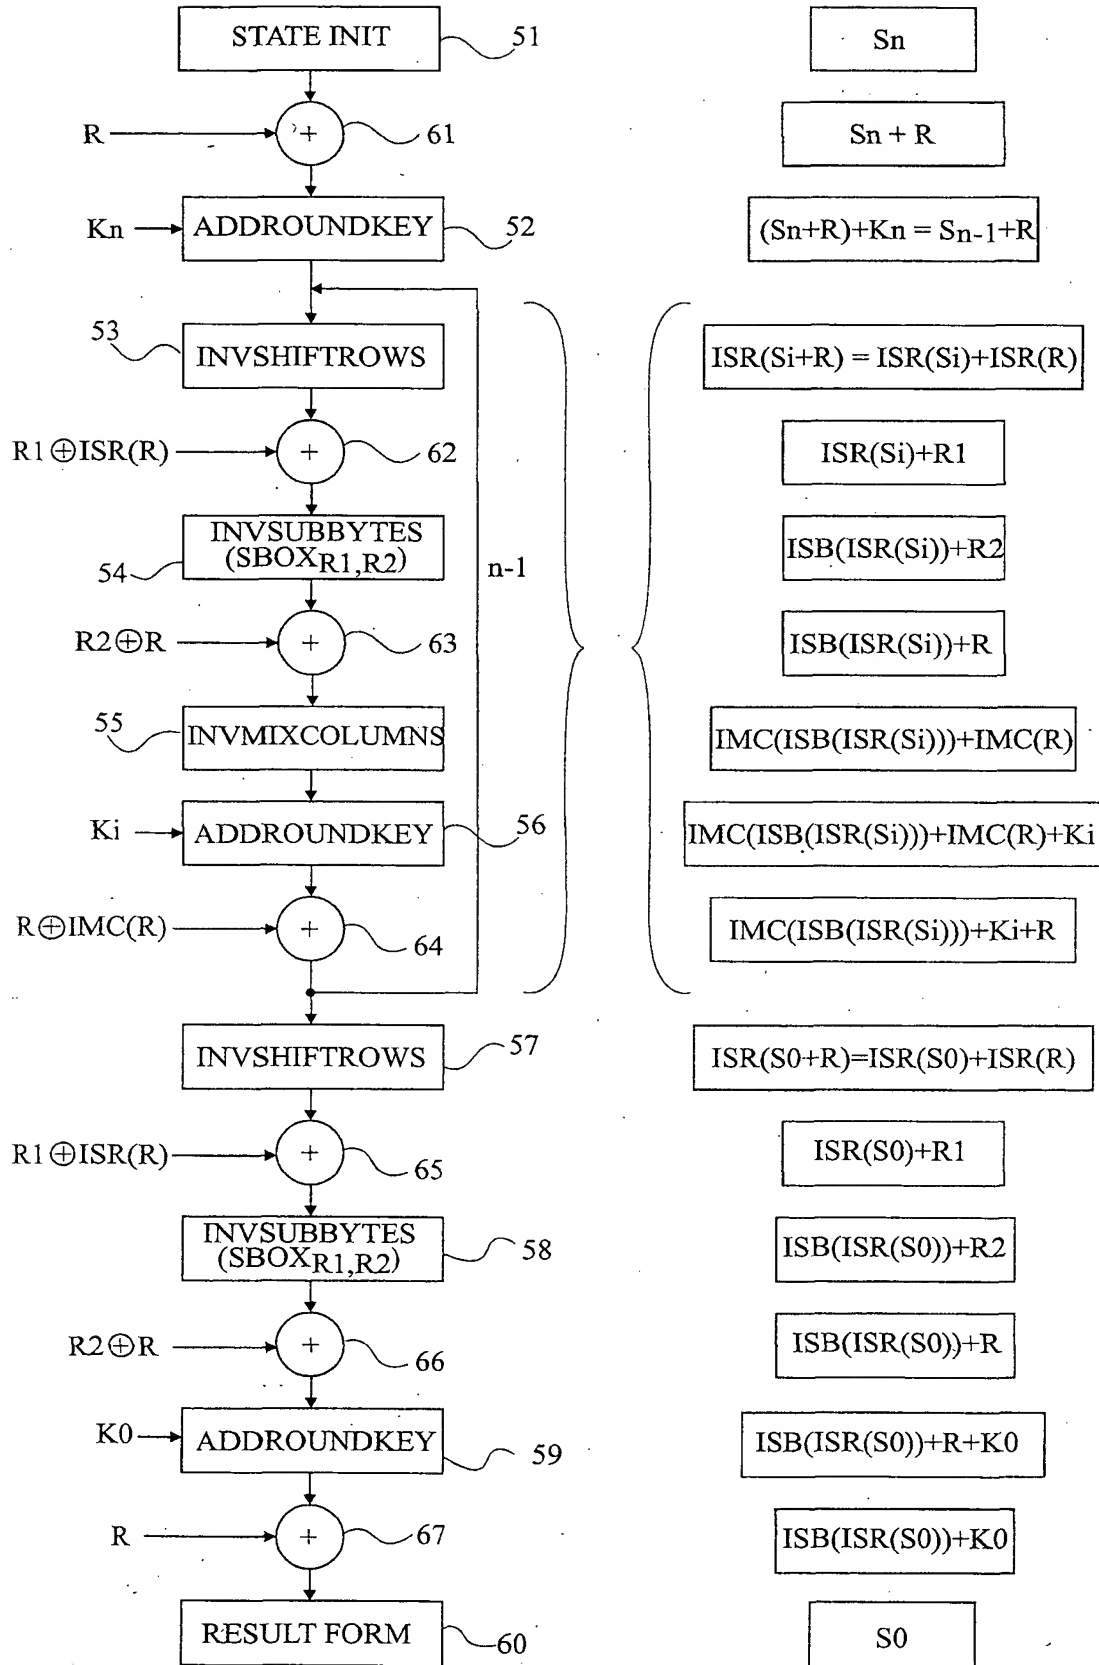 STATE INIT 51 Sn
R + 61 Sn + R
Kn ADDROUNDKEY 52 (Sn+R)+Kn = Sn-1+R
53 INVSHIFTROWS ISR(Si+R) = ISR(Si)+ISR(R)
R1⊕ISR(R) + 62 ISR(Si)+R1
INVSUBBYTES
(SBOXR1,R2) 54 n-1 ISB(ISR(Si))+R2
R2⊕R + 63 ISB(ISR(Si))+R
55 INVMIXCOLUMNS IMC(ISB(ISR(Si)))+IMC(R)
Ki ADDROUNDKEY 56 IMC(ISB(ISR(Si)))+IMC(R)+Ki
R⊕IMC(R) + 64 IMC(ISB(ISR(Si)))+Ki+R
INVSHIFTROWS 57 ISR(S0+R)=ISR(S0)+ISR(R)
R1⊕ISR(R) + 65 ISR(S0)+R1
INVSUBBYTES
(SBOXR1,R2) 58 ISB(ISR(S0))+R2
R2⊕R + 66 ISB(ISR(S0))+R
K0 ADDROUNDKEY 59 ISB(ISR(S0))+R+K0
R + 67 ISB(ISR(S0))+K0
RESULT FORM 60 S0